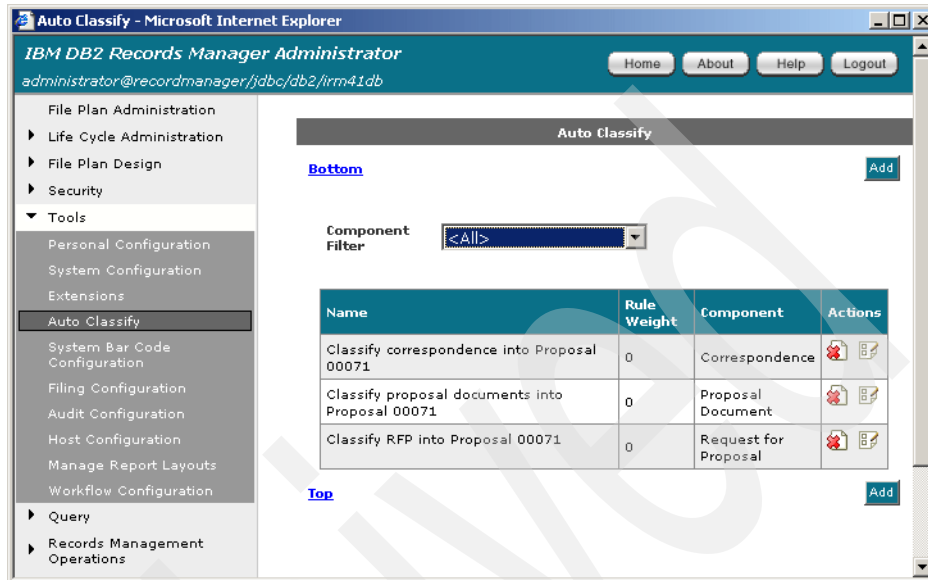 Auto Classify - Microsoft Internet Explorer
IBM DB2 Records Manager Administrator
administrator@recordmanager/jdbc/db2/irm41db
Home About Help Logout
File Plan Administration
Life Cycle Administration
File Plan Design
Security
Tools
Personal Configuration
System Configuration
Extensions
Auto Classify
System Bar Code
Configuration
Filing Configuration
Audit Configuration
Host Configuration
Manage Report Layouts
Workflow Configuration
Query
Records Management
Operations
Auto Classify
Bottom
Add
Component
Filter
<All>
Name
Rule
Weight
Component
Actions
Classify correspondence into Proposal
00071
0
Correspondence
Classify proposal documents into
Proposal 00071
0
Proposal
Document
Classify RFP into Proposal 00071
0
Request for
Proposal
Top
Add